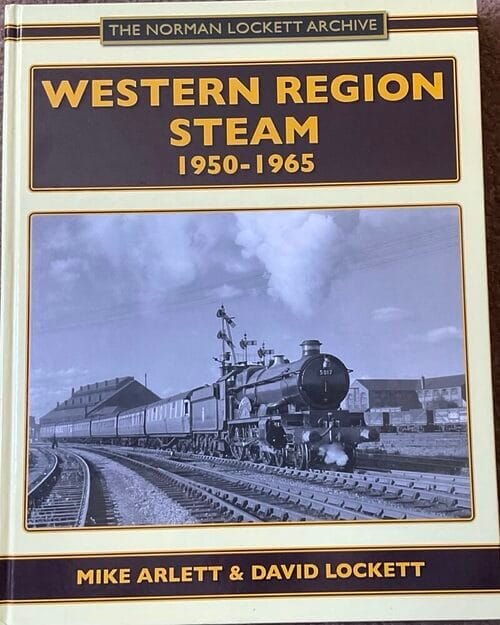 THE NORMAN LOCKETT ARCHIVE
WESTERN REGION
STEAM
1950-1965
5017
MIKE ARLETT & DAVID LOCKETT